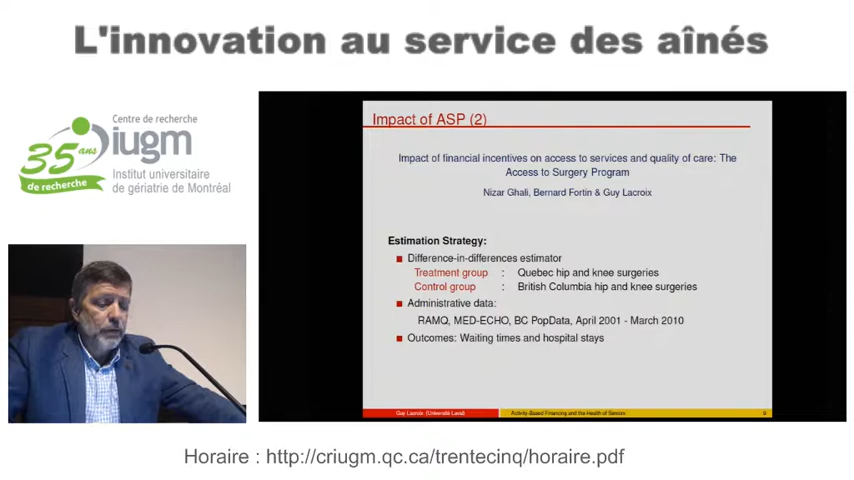 L'innovation au service des aînés
Centre de recherche
iugm
35 ans
de recherche
Institut universitaire
de gériatrie de Montréal
Impact of ASP (2)
Impact of financial incentives on access to services and quality of care: The
Access to Surgery Program
Nizar Ghali, Bernard Fortin & Guy Lacroix
Estimation Strategy:
Difference-in-differences estimator
Treatment group : Quebec hip and knee surgeries
Control group : British Columbia hip and knee surgeries
Administrative data:
RAMQ, MED-ECHO, BC PopData, April 2001 - March 2010
Outcomes: Waiting times and hospital stays
Guy Lacroix (Université Laval) Activity-Based Financing and the Health of Seniors
Horaire : http://criugm.qc.ca/trentecinq/horaire.pdf